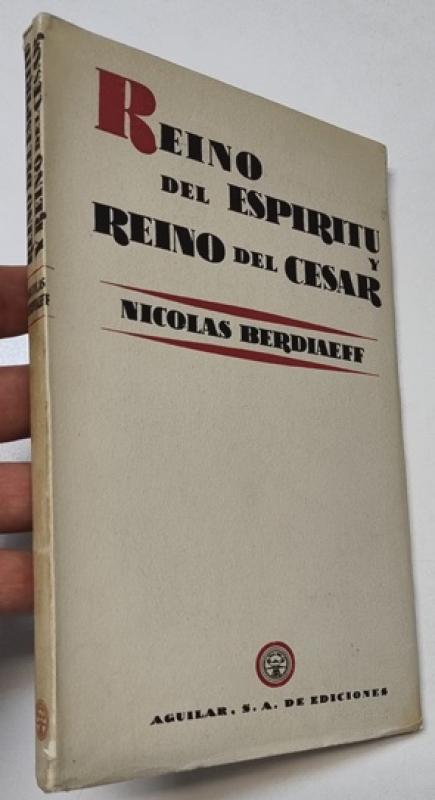 REINO
DEL ESPIRITU
Y
REINO DEL CESAR
NICOLAS BERDIAEFF
AGUILAR, S. A. DE EDICIONES